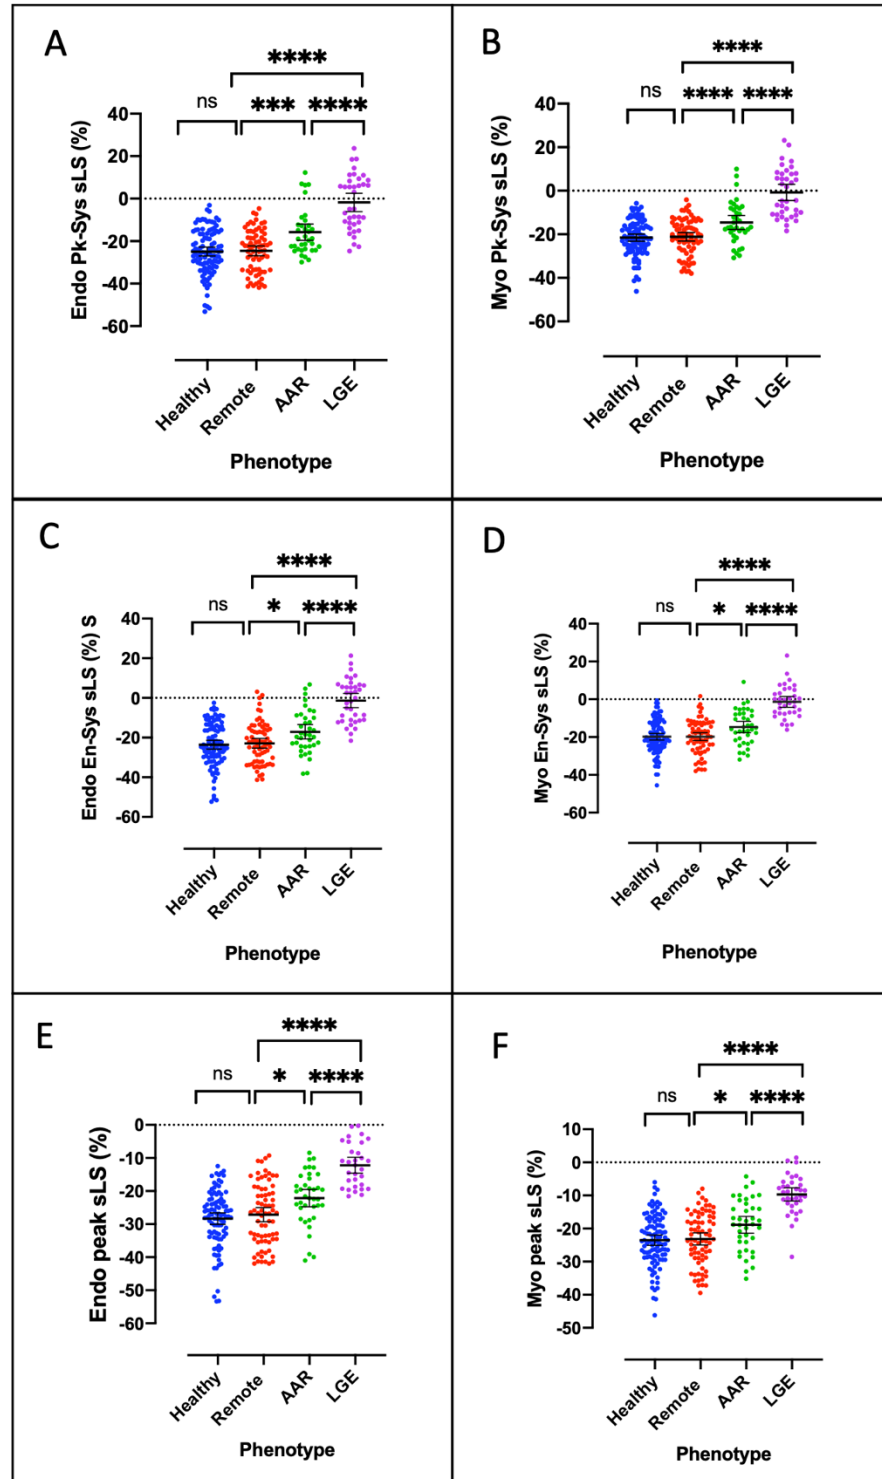 A
****
ns *** ****
Endo Pk-Sys sLS (%)
40
20
0
-20
-40
-60
Healthy
Remote
AAR
LGE
Phenotype
B
****
ns **** ****
Myo Pk-Sys sLS (%)
40
20
0
-20
-40
-60
Healthy
Remote
AAR
LGE
Phenotype
C
****
ns * ****
Endo En-Sys sLS (%) S
40
20
0
-20
-40
-60
Healthy
Remote
AAR
LGE
Phenotype
D
****
ns * ****
Myo En-Sys sLS (%)
40
20
0
-20
-40
-60
Healthy
Remote
AAR
LGE
Phenotype
E
****
ns * ****
Endo peak sLS (%)
0
-10
-20
-30
-40
-50
-60
Healthy
Remote
AAR
LGE
Phenotype
F
****
ns * ****
Myo peak sLS (%)
10
0
-10
-20
-30
-40
-50
Healthy
Remote
AAR
LGE
Phenotype